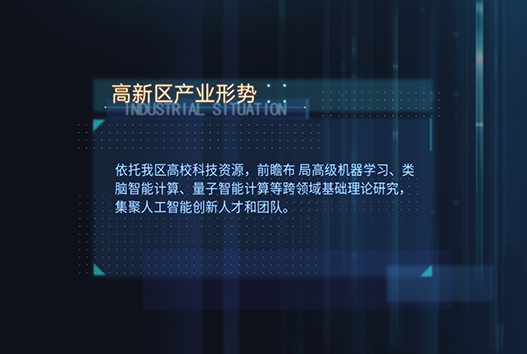 高新区产业形势
INDUSTRIAL SITUATION
依托我区高校科技资源，前瞻布 局高级机器学习、类
脑智能计算、量子智能计算等跨领域基础理论研究，
集聚人工智能创新人才和团队。